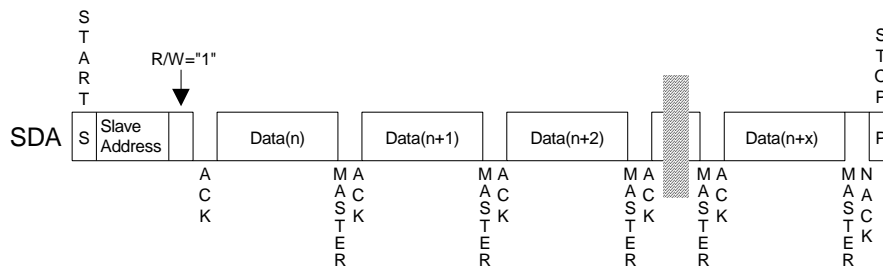 START
R/W="1"
STOP
SDA
S
Slave
Address
Data(n)
Data(n+1)
Data(n+2)
Data(n+x)
P
ACK
MASTER
ACK
MASTER
ACK
MASTER
ACK
MASTER
ACK
MASTER
NACK